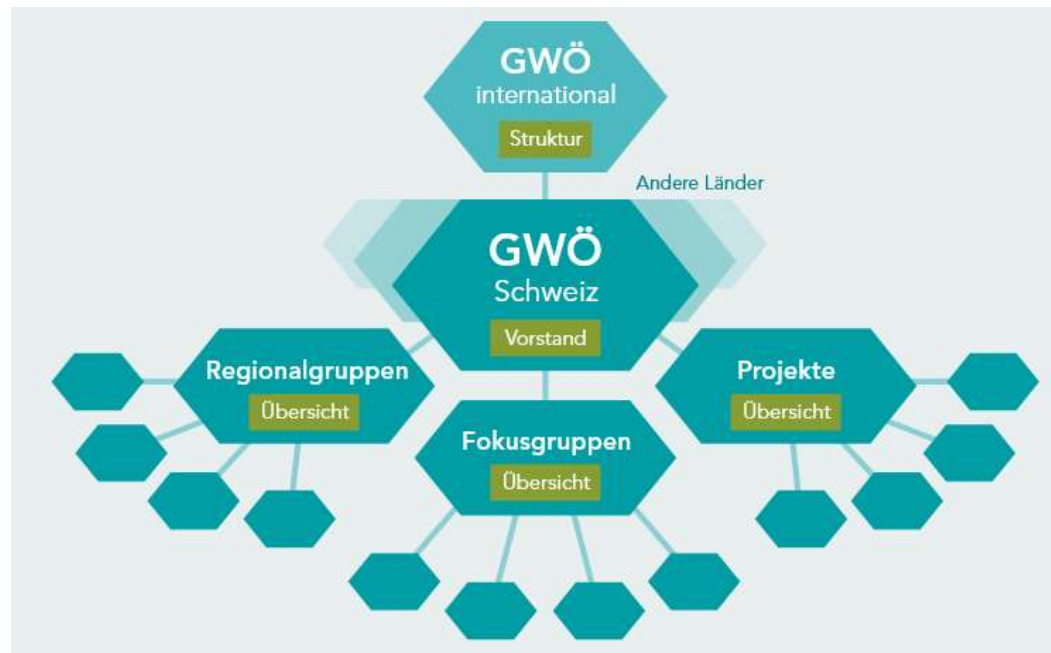 GWÖ
international
Struktur
Andere Länder
GWÖ
Schweiz
Vorstand
Regionalgruppen
Übersicht
Projekte
Übersicht
Fokusgruppen
Übersicht